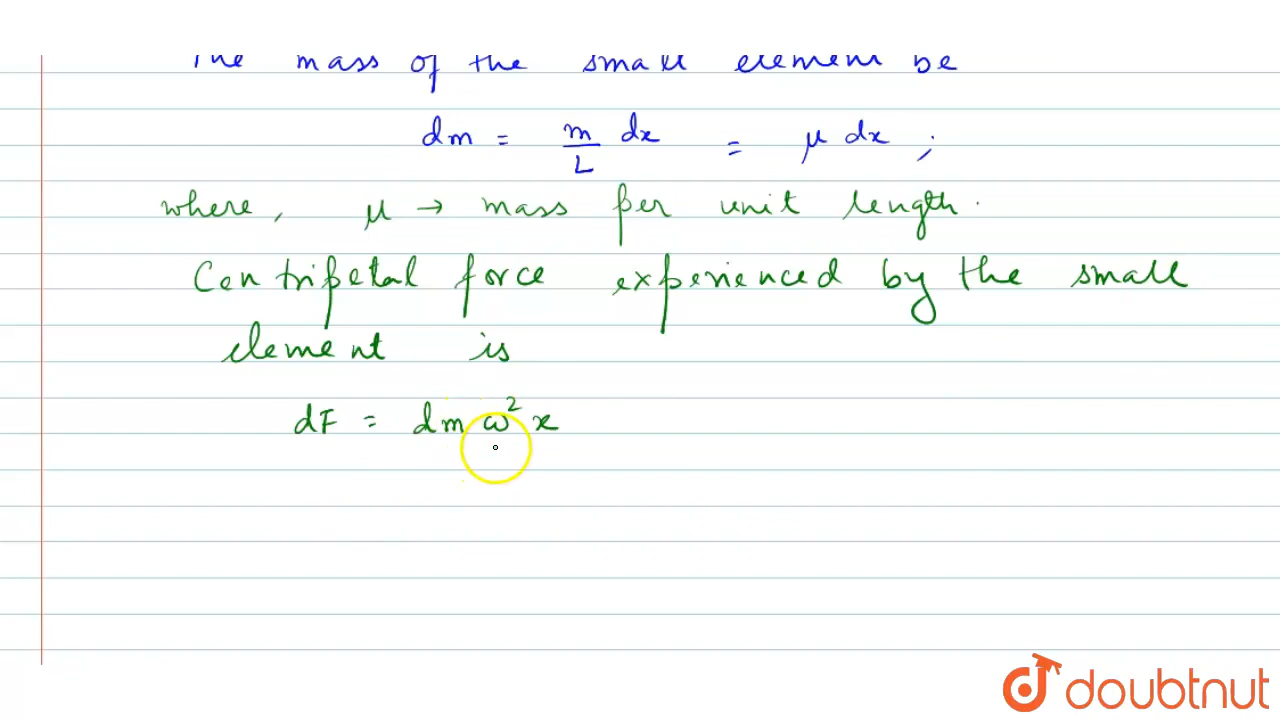 The mass of the small element be
dm = m/L dx = μ dx ;
where, μ → mass per unit length.
Centripetal force experienced by the small
element is
dF = dm ω² x
doubtnut